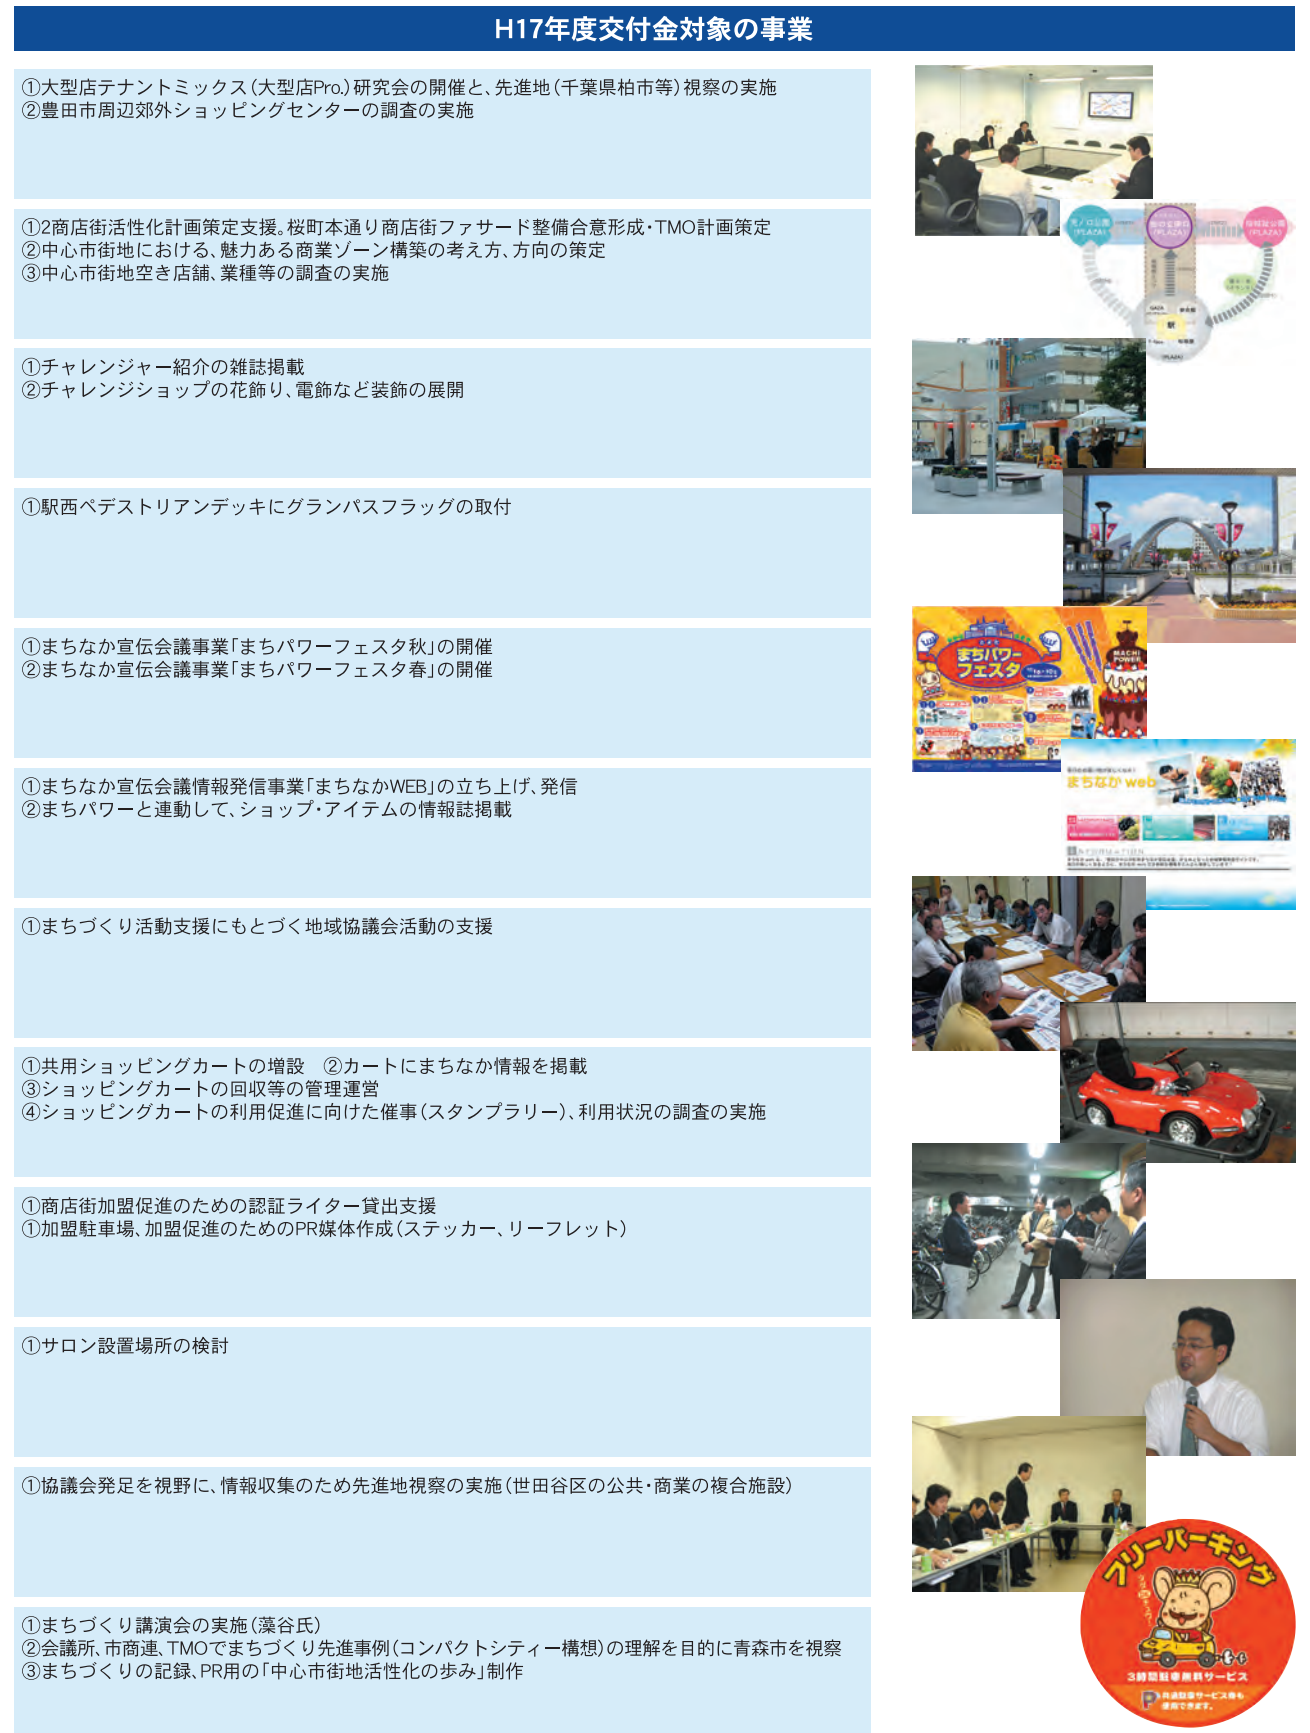 H17年度交付金対象の事業
①大型店テナントミックス(大型店Pro.)研究会の開催と、先進地(千葉県柏市等)視察の実施
②豊田市周辺郊外ショッピングセンターの調査の実施
①2商店街活性化計画策定支援。桜町本通り商店街ファサード整備合意形成・TMO計画策定
②中心市街地における、魅力ある商業ゾーン構築の考え方、方向の策定
③中心市街地空き店舗、業種等の調査の実施
(PLAZA)
(PLAZA)
(PLAZA)
駅
(PLAZA)
①チャレンジャー紹介の雑誌掲載
②チャレンジショップの花飾り、電飾など装飾の展開
①駅西ペデストリアンデッキにグランパスフラッグの取付
①まちなか宣伝会議事業「まちパワーフェスタ秋」の開催
②まちなか宣伝会議事業「まちパワーフェスタ春」の開催
まちパワー
フェスタ
MACHI
POWER
①まちなか宣伝会議情報発信事業「まちなかWEB」の立ち上げ、発信
②まちパワーと連動して、ショップ・アイテムの情報誌掲載
まちなか web
①まちづくり活動支援にもとづく地域協議会活動の支援
①共用ショッピングカートの増設　②カートにまちなか情報を掲載
③ショッピングカートの回収等の管理運営
④ショッピングカートの利用促進に向けた催事(スタンプラリー)、利用状況の調査の実施
①商店街加盟促進のための認証ライター貸出支援
①加盟駐車場、加盟促進のためのPR媒体作成(ステッカー、リーフレット)
①サロン設置場所の検討
①協議会発足を視野に、情報収集のため先進地視察の実施(世田谷区の公共・商業の複合施設)
①まちづくり講演会の実施(藻谷氏)
②会議所、市商連、TMOでまちづくり先進事例(コンパクトシティー構想)の理解を目的に青森市を視察
③まちづくりの記録、PR用の「中心市街地活性化の歩み」制作
フリーパーキング
3時間駐車無料サービス
P 共通駐車サービス券も
使用できます。